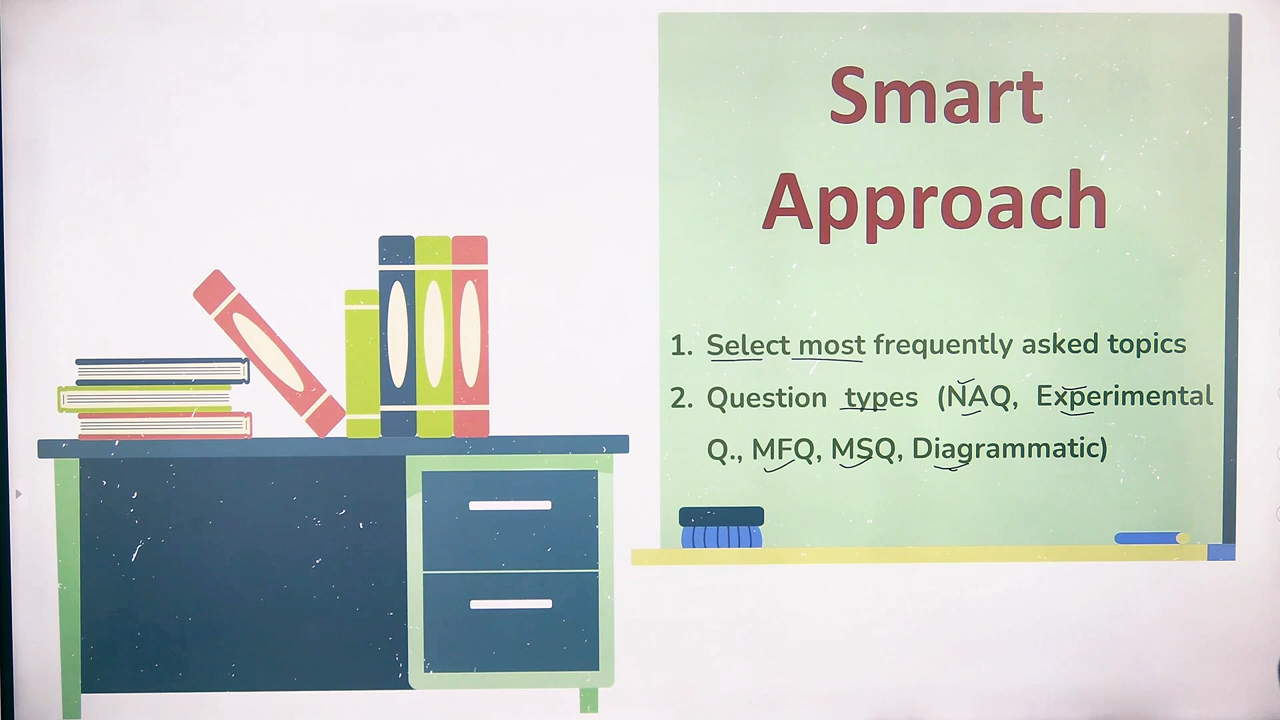 Smart
Approach
1. Select most frequently asked topics
2. Question types (NAQ, Experimental
Q., MFQ, MSQ, Diagrammatic)